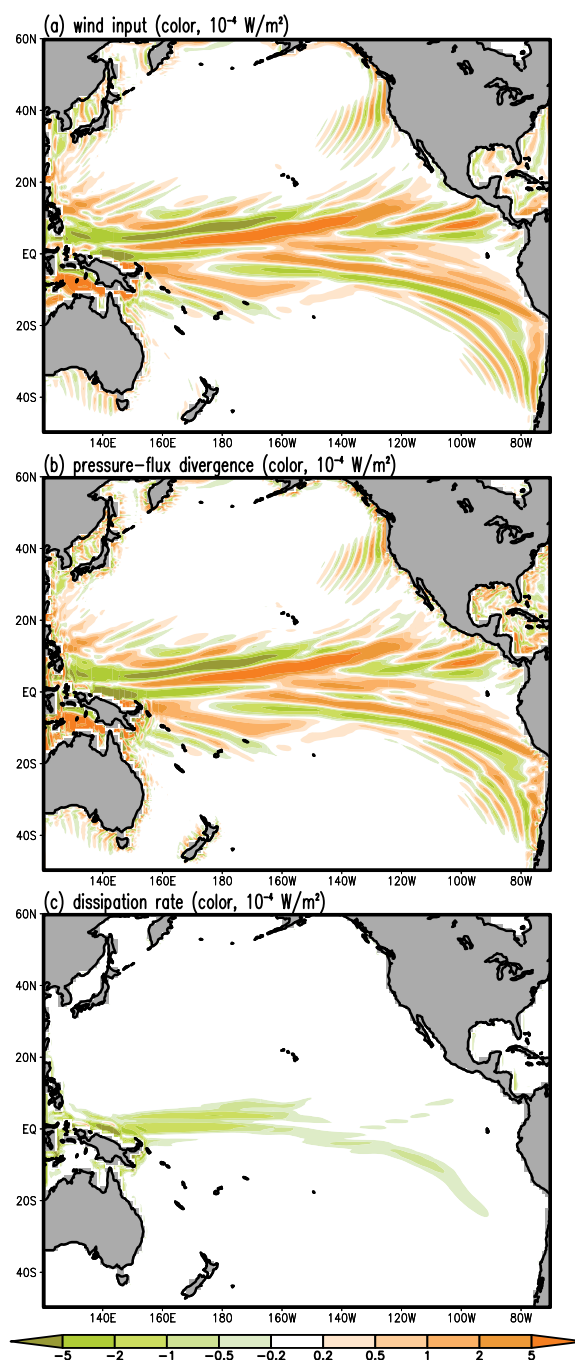 (a) wind input (color, 10⁻⁴ W/m²)
60N
40N
20N
EQ
20S
40S
140E 160E 180 160W 140W 120W 100W 80W
(b) pressure−flux divergence (color, 10⁻⁴ W/m²)
60N
40N
20N
EQ
20S
40S
140E 160E 180 160W 140W 120W 100W 80W
(c) dissipation rate (color, 10⁻⁴ W/m²)
60N
40N
20N
EQ
20S
40S
140E 160E 180 160W 140W 120W 100W 80W
−5 −2 −1 −0.5 −0.2 0.2 0.5 1 2 5